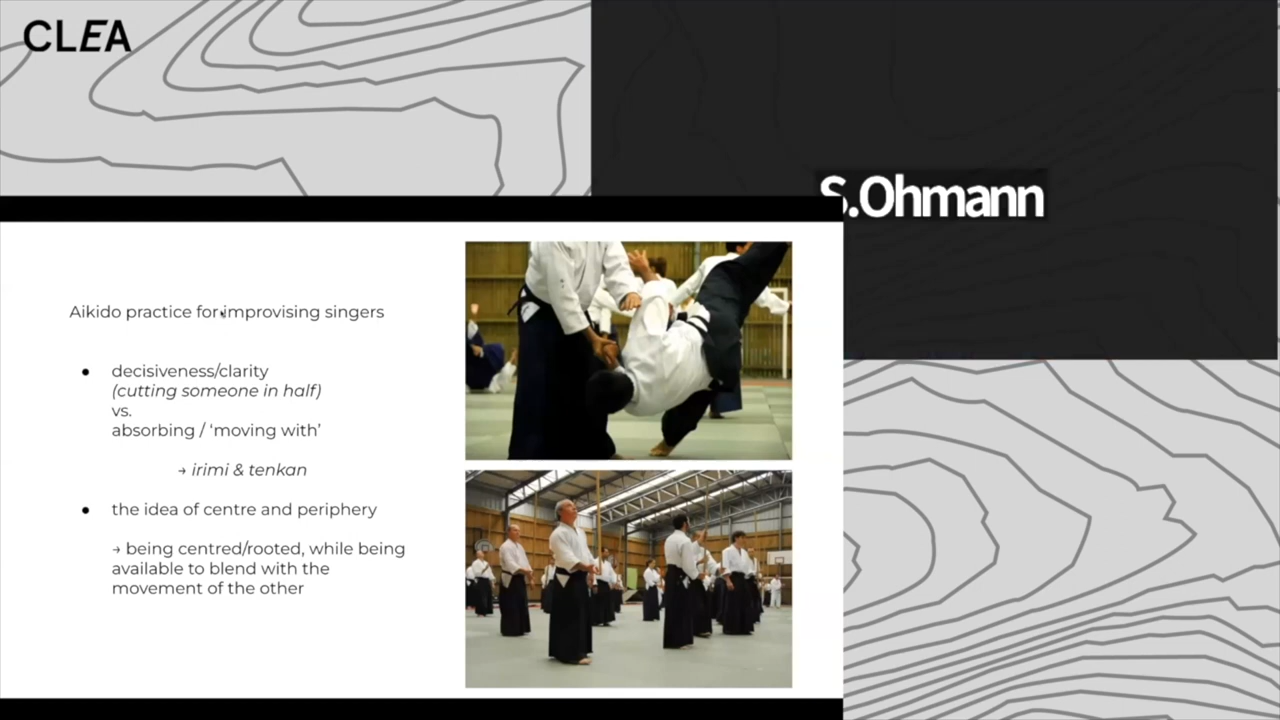 CLEA
S.Ohmann
Aikido practice for improvising singers
● decisiveness/clarity
(cutting someone in half)
vs.
absorbing / ‘moving with’
→ irimi & tenkan
● the idea of centre and periphery
→ being centred/rooted, while being
available to blend with the
movement of the other